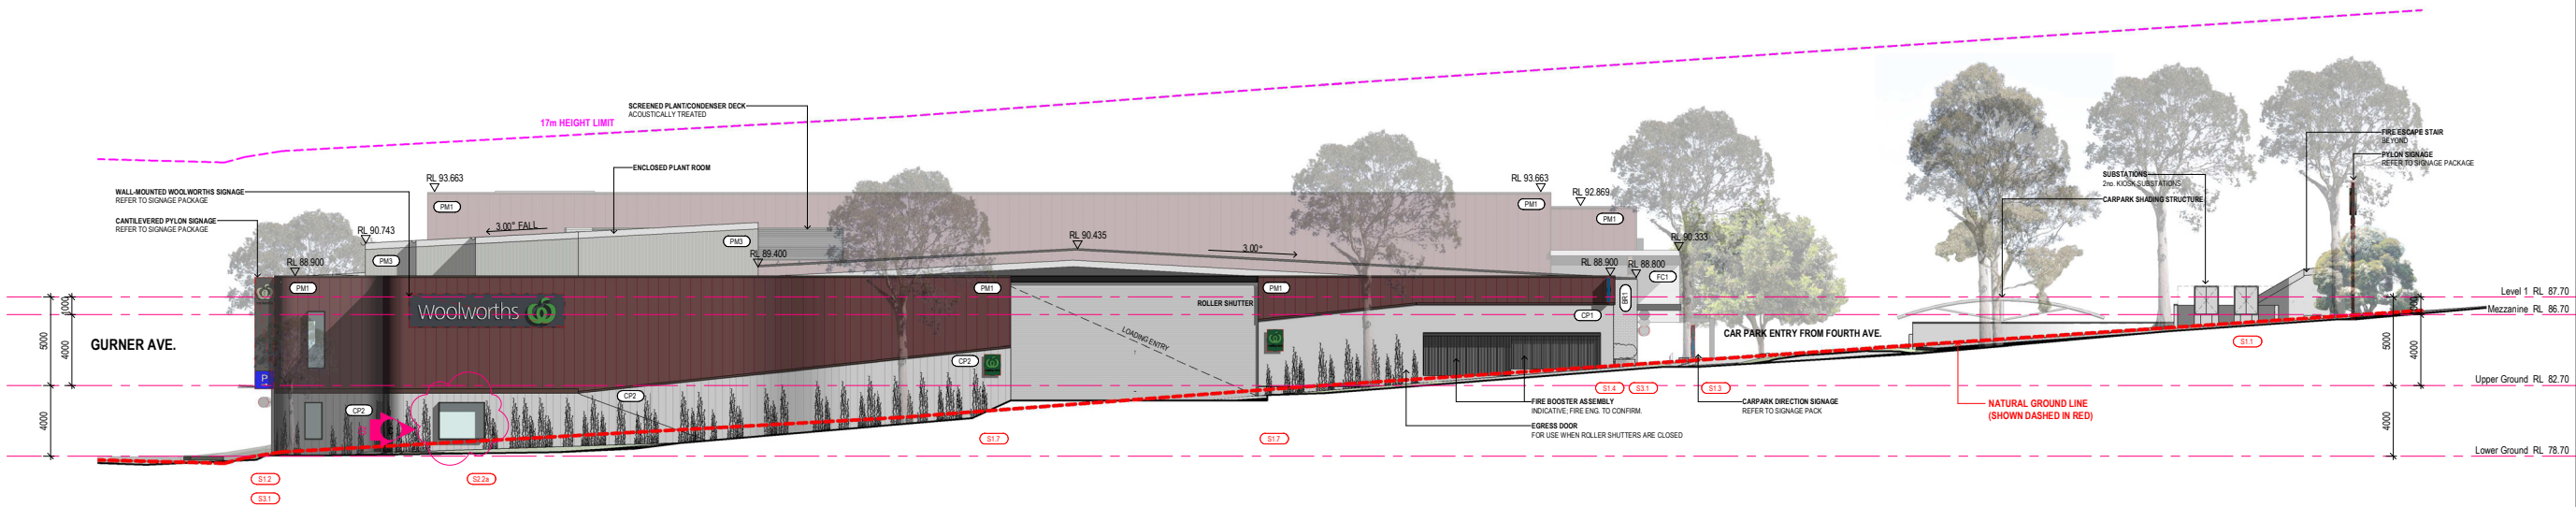 17m HEIGHT LIMIT
SCREENED PLANT/CONDENSER DECK
ACOUSTICALLY TREATED
ENCLOSED PLANT ROOM
WALL-MOUNTED WOOLWORTHS SIGNAGE
REFER TO SIGNAGE PACKAGE
CANTILEVERED PYLON SIGNAGE
REFER TO SIGNAGE PACKAGE
RL 93.663
PM1
RL 93.663
PM1
RL 92.869
PM1
FIRE ESCAPE STAIR
BEYOND
PYLON SIGNAGE
REFER TO SIGNAGE PACKAGE
SUBSTATIONS
2no. KIOSK SUBSTATIONS
CARPARK SHADING STRUCTURE
3.00° FALL
RL 90.743
PM3
PM3
RL 89.400
RL 90.435
3.00°
RL 90.333
RL 88.900
PM1
PM1
PM1
RL 88.900
RL 88.800
FC1
BR1
CP1
Woolworths
ROLLER SHUTTER
LOADING ENTRY
GURNER AVE.
CAR PARK ENTRY FROM FOURTH AVE.
Level 1 RL 87.70
Mezzanine RL 86.70
Upper Ground RL 82.70
Lower Ground RL 78.70
1000
5000
4000
4000
5000
4000
4000
P
CP2
CP2
CP2
S1.1
S1.4
S3.1
S1.3
FIRE BOOSTER ASSEMBLY
INDICATIVE; FIRE ENG. TO CONFIRM.
EGRESS DOOR
FOR USE WHEN ROLLER SHUTTERS ARE CLOSED
CARPARK DIRECTION SIGNAGE
REFER TO SIGNAGE PACK
NATURAL GROUND LINE
(SHOWN DASHED IN RED)
S1.7
S1.7
S1.2
S3.1
S2.2a